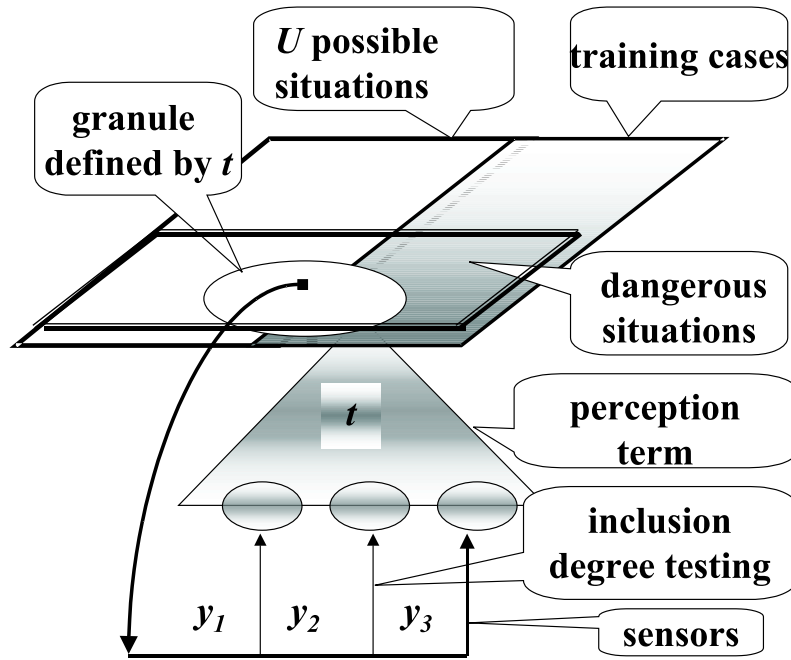 U possible
situations
training cases
granule
defined by t
dangerous
situations
t
perception
term
inclusion
degree testing
y1 y2 y3
sensors